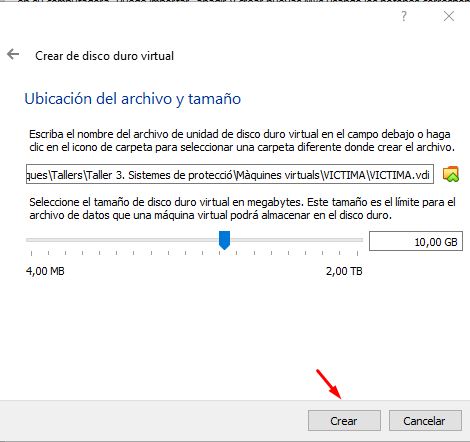 Crear de disco duro virtual
Ubicación del archivo y tamaño
Escriba el nombre del archivo de unidad de disco duro virtual en el campo debajo o haga
clic en el icono de carpeta para seleccionar una carpeta diferente donde crear el archivo.
ques\Tallers\Taller 3. Sistemes de protecció\Màquines virtuals\VICTIMA\VICTIMA.vdi
Seleccione el tamaño de disco duro virtual en megabytes. Este tamaño es el límite para el
archivo de datos que una máquina virtual podrá almacenar en el disco duro.
10,00 GB
4,00 MB 2,00 TB
Crear Cancelar